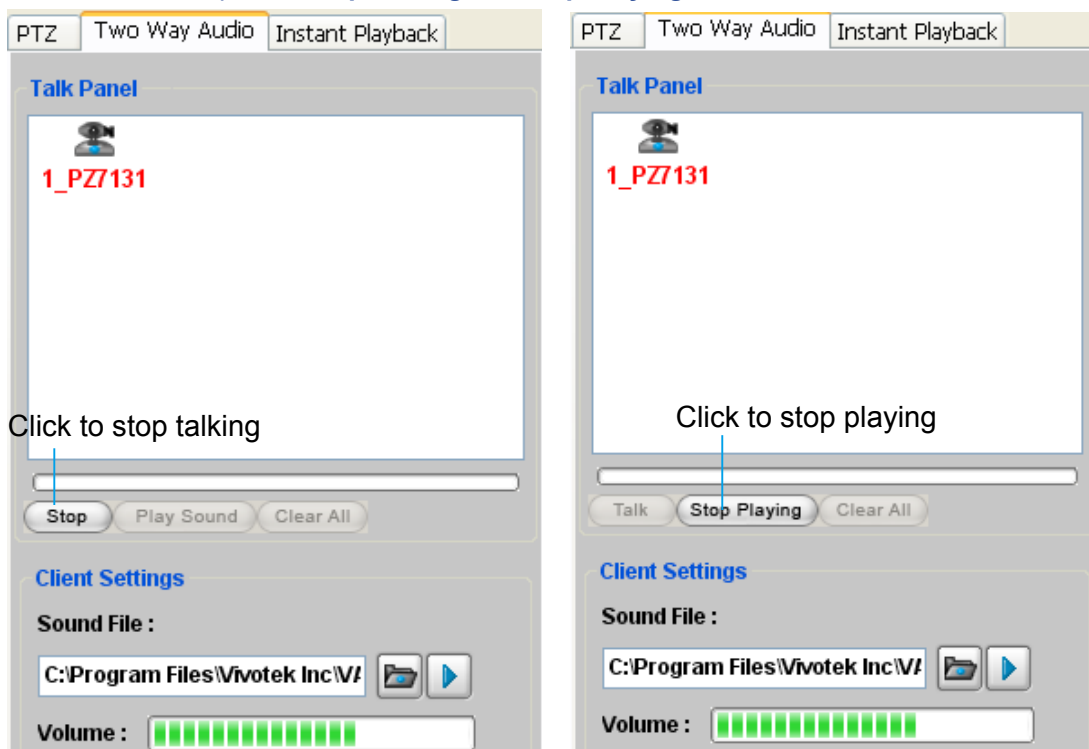 PTZ Two Way Audio Instant Playback
Talk Panel
1_PZ7131
Click to stop talking
Stop Play Sound Clear All
Client Settings
Sound File :
C:\Program Files\Vivotek Inc\VA
Volume :
PTZ Two Way Audio Instant Playback
Talk Panel
1_PZ7131
Click to stop playing
Talk Stop Playing Clear All
Client Settings
Sound File :
C:\Program Files\Vivotek Inc\VA
Volume :